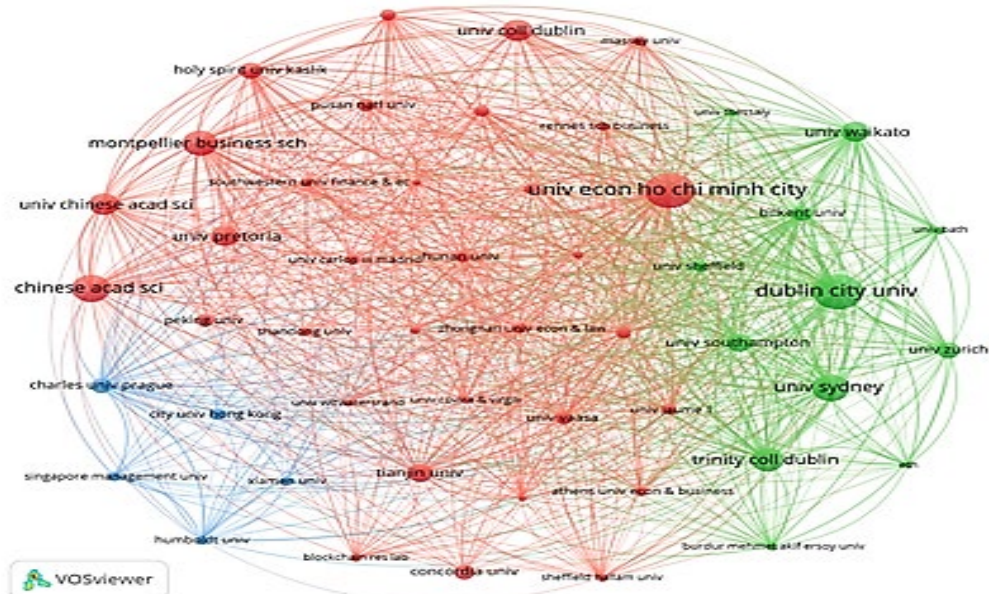 univ coll dublin
massey univ
holy spirit univ kaslik
pusan natl univ
univ thessaly
rennes sch business
univ waikato
montpellier business sch
southwestern univ finance & ec
univ econ ho chi minh city
univ chinese acad sci
bilkent univ
univ bath
univ pretoria
univ carlos iii madrid
hunan univ
univ sheffield
chinese acad sci
dublin city univ
peking univ
shandong univ
zhongnan univ econ & law
univ southampton
univ zurich
charles univ prague
univ sydney
city univ hong kong
univ witwatersrand
univ jaume i
univ vaasa
trinity coll dublin
tianjin univ
singapore management univ
xiamen univ
athens univ econ & business
humboldt univ
burdur mehmet akif ersoy univ
blockchain res lab
concordia univ
sheffield hallam univ
VOSviewer